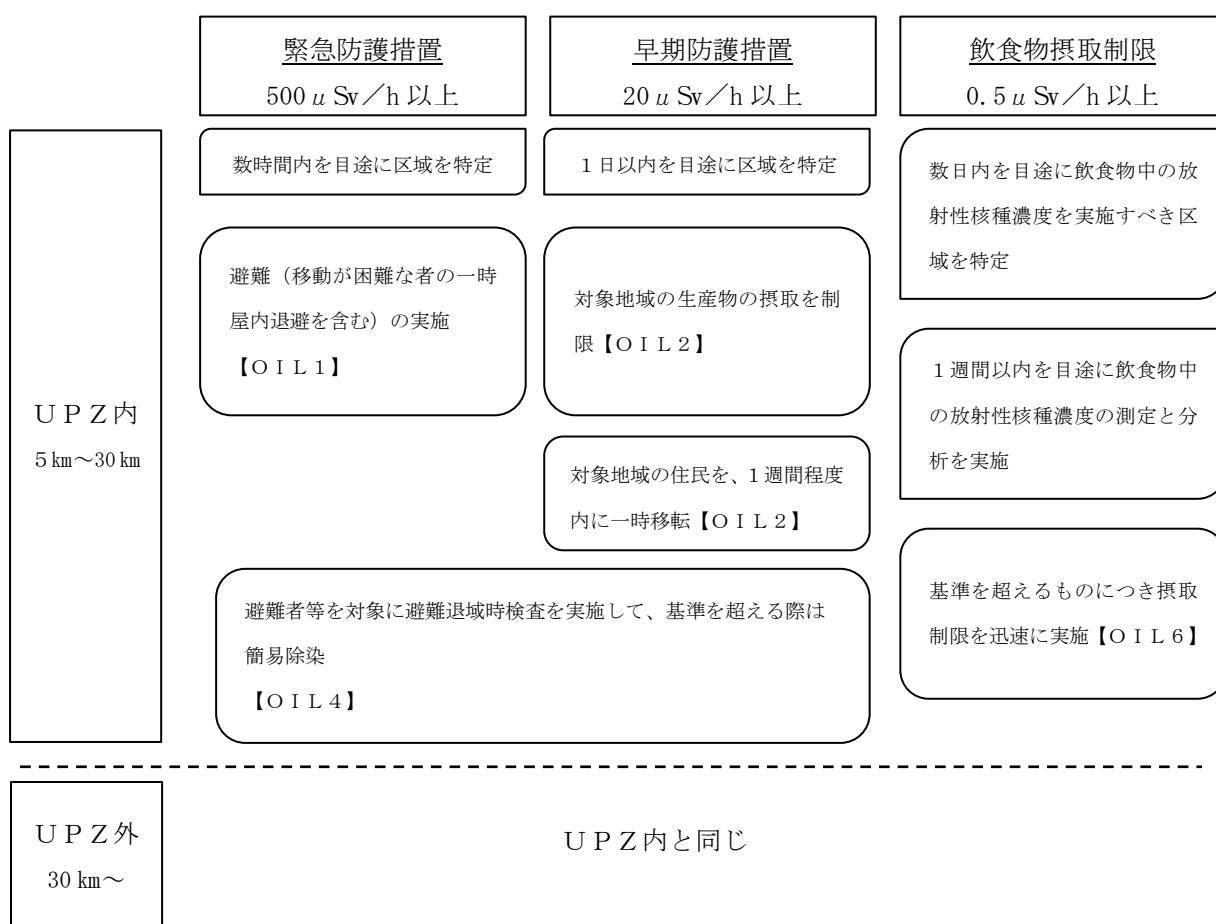 緊急防護措置
500μSv/h以上
早期防護措置
20μSv/h以上
飲食物摂取制限
0.5μSv/h以上
UPZ内
5km~30km
数時間内を目途に区域を特定
避難（移動が困難な者の一時
屋内退避を含む）の実施
【OIL1】
1日以内を目途に区域を特定
対象地域の生産物の摂取を制
限【OIL2】
対象地域の住民を、1週間程度
内に一時移転【OIL2】
避難者等を対象に避難退域時検査を実施して、基準を超える際は
簡易除染
【OIL4】
数日内を目途に飲食物中の放
射性核種濃度を実施すべき区
域を特定
1週間以内を目途に飲食物中
の放射性核種濃度の測定と分
析を実施
基準を超えるものにつき摂取
制限を迅速に実施【OIL6】
UPZ外
30km~
UPZ内と同じ